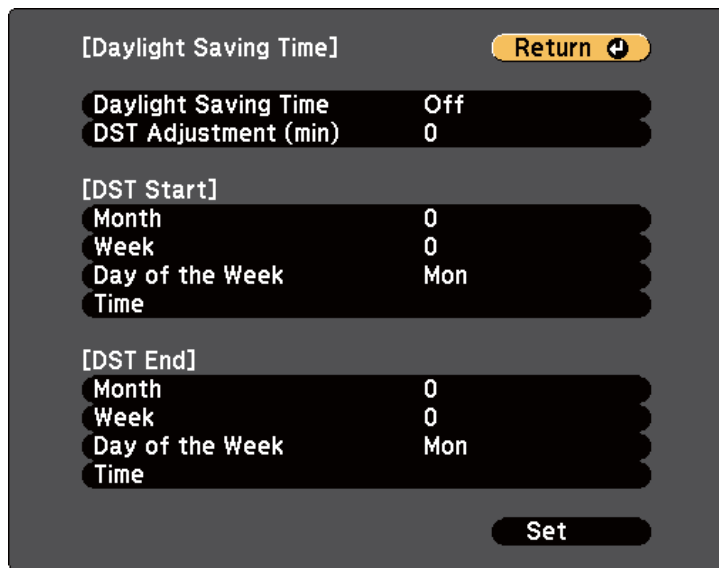 [Daylight Saving Time] Return
Daylight Saving Time Off
DST Adjustment (min) 0
[DST Start]
Month 0
Week 0
Day of the Week Mon
Time
[DST End]
Month 0
Week 0
Day of the Week Mon
Time
Set